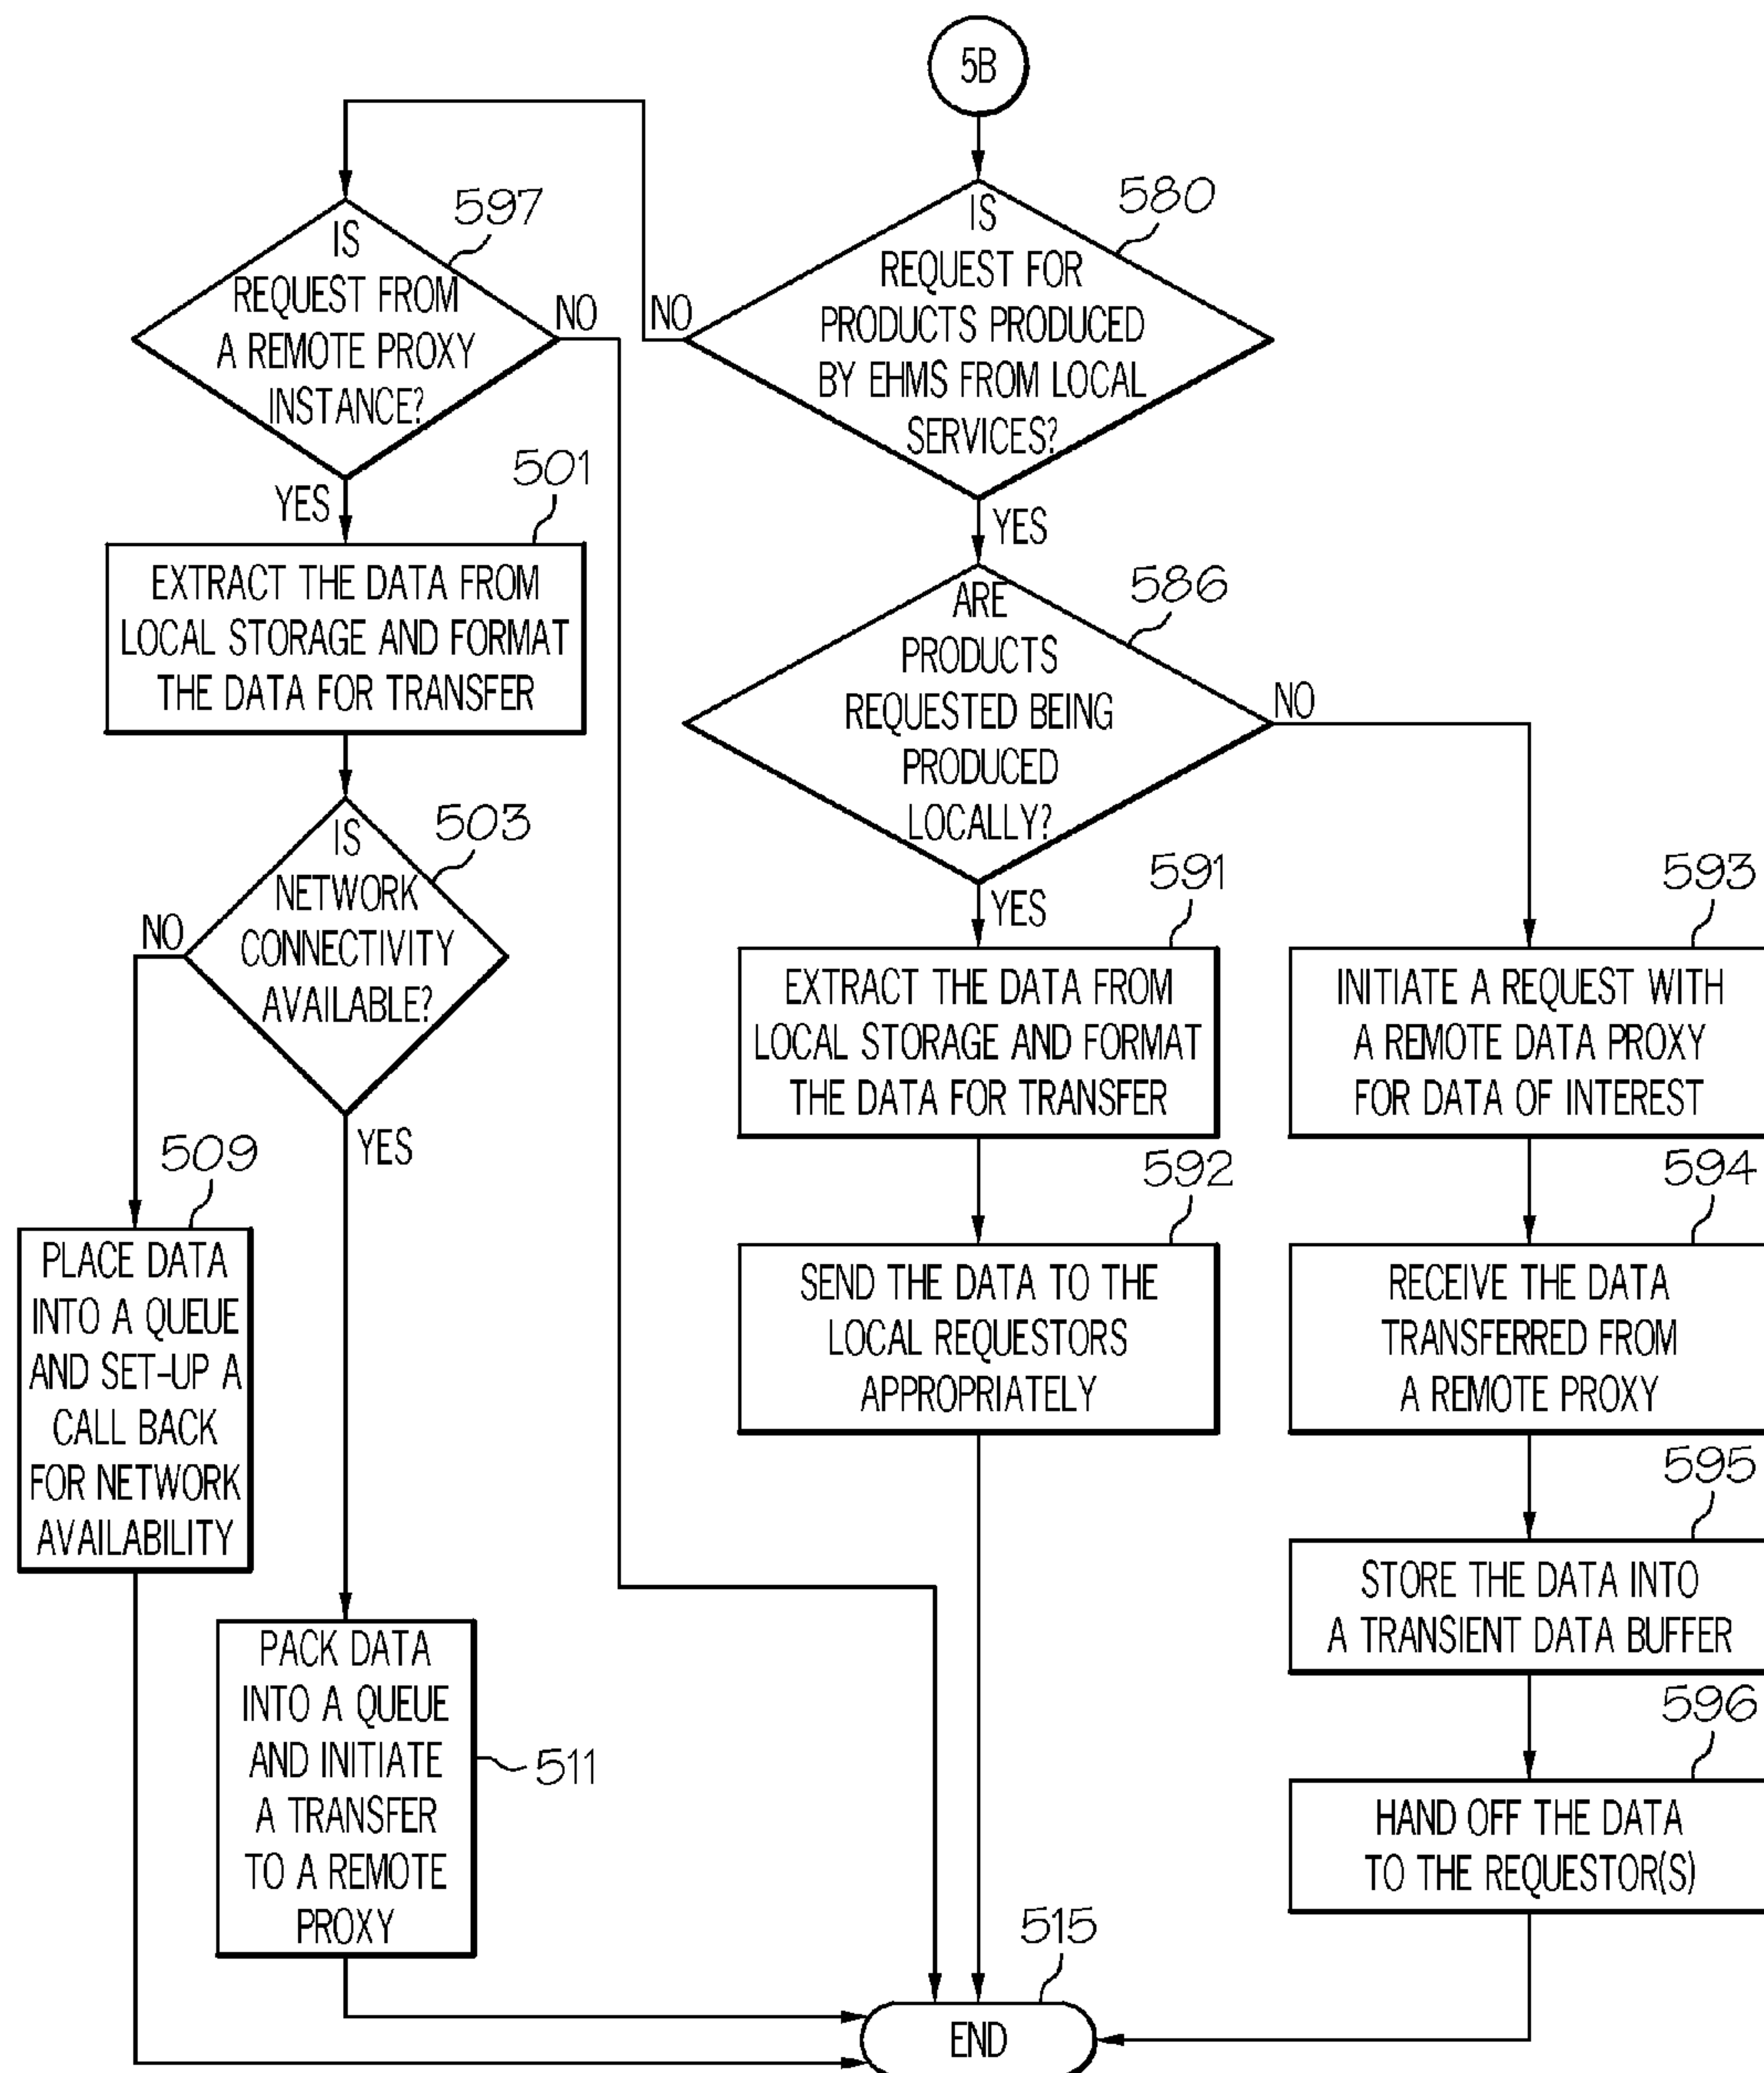 5B
580
IS
REQUEST FOR
PRODUCTS PRODUCED
BY EHMS FROM LOCAL
SERVICES?
NO
YES
597
IS
REQUEST FROM
A REMOTE PROXY
INSTANCE?
NO
YES
501
EXTRACT THE DATA FROM
LOCAL STORAGE AND FORMAT
THE DATA FOR TRANSFER
503
IS
NETWORK
CONNECTIVITY
AVAILABLE?
NO
YES
509
PLACE DATA
INTO A QUEUE
AND SET-UP A
CALL BACK
FOR NETWORK
AVAILABILITY
PACK DATA
INTO A QUEUE
AND INITIATE
A TRANSFER
TO A REMOTE
PROXY
511
586
ARE
PRODUCTS
REQUESTED BEING
PRODUCED
LOCALLY?
NO
YES
591
EXTRACT THE DATA FROM
LOCAL STORAGE AND FORMAT
THE DATA FOR TRANSFER
592
SEND THE DATA TO THE
LOCAL REQUESTORS
APPROPRIATELY
593
INITIATE A REQUEST WITH
A REMOTE DATA PROXY
FOR DATA OF INTEREST
594
RECEIVE THE DATA
TRANSFERRED FROM
A REMOTE PROXY
595
STORE THE DATA INTO
A TRANSIENT DATA BUFFER
596
HAND OFF THE DATA
TO THE REQUESTOR(S)
515
END